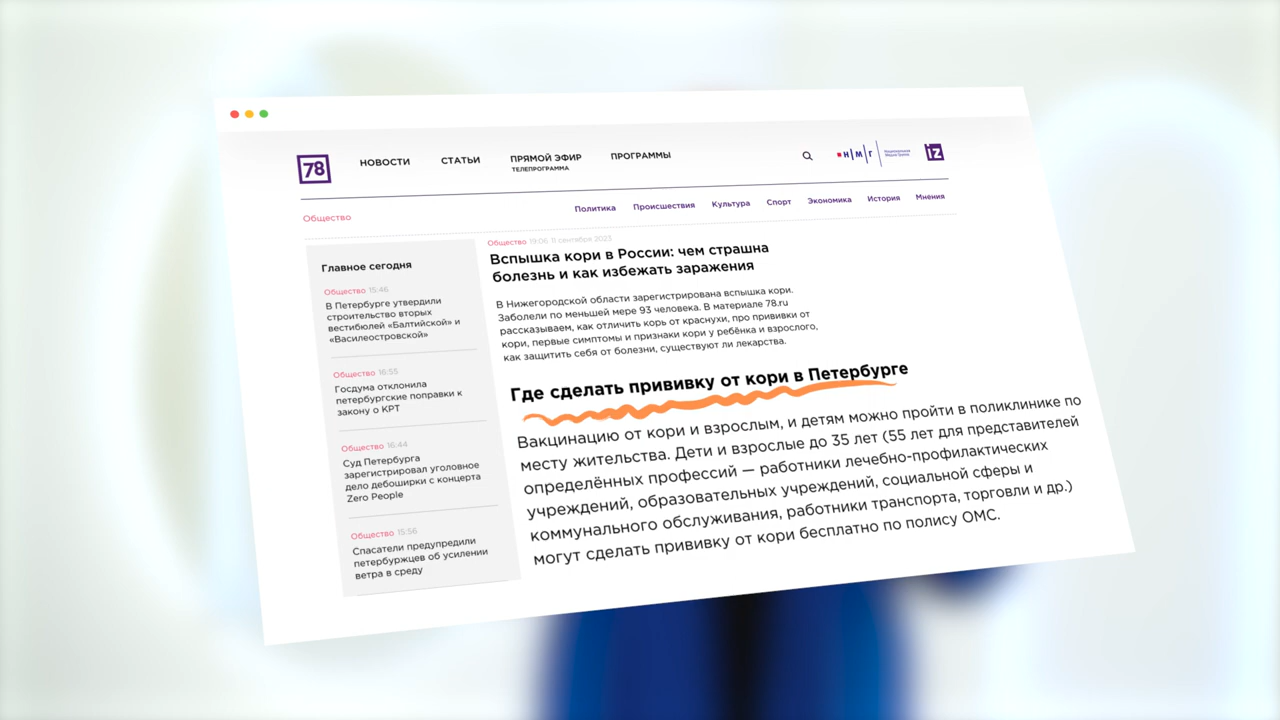 78
НОВОСТИ
СТАТЬИ
ПРЯМОЙ ЭФИР
ТЕЛЕПРОГРАММА
ПРОГРАММЫ
НМГ
Национальная
Медиа Группа
iz
Общество
Политика
Происшествия
Культура
Спорт
Экономика
История
Мнения
Главное сегодня
Общество 15:46
В Петербурге утвердили
строительство вторых
вестибюлей «Балтийской» и
«Василеостровской»
Общество 16:55
Госдума отклонила
петербургские поправки к
закону о КРТ
Общество 16:44
Суд Петербурга
зарегистрировал уголовное
дело дебоширки с концерта
Zero People
Общество 15:56
Спасатели предупредили
петербуржцев об усилении
ветра в среду
Общество 19:06 11 сентября 2023
Вспышка кори в России: чем страшна
болезнь и как избежать заражения
В Нижегородской области зарегистрирована вспышка кори.
Заболели по меньшей мере 93 человека. В материале 78.ru
рассказываем, как отличить корь от краснухи, про прививки от
кори, первые симптомы и признаки кори у ребёнка и взрослого,
как защитить себя от болезни, существуют ли лекарства.
Где сделать прививку от кори в Петербурге
Вакцинацию от кори и взрослым, и детям можно пройти в поликлинике по
месту жительства. Дети и взрослые до 35 лет (55 лет для представителей
определённых профессий — работники лечебно-профилактических
учреждений, образовательных учреждений, социальной сферы и
коммунального обслуживания, работники транспорта, торговли и др.)
могут сделать прививку от кори бесплатно по полису ОМС.